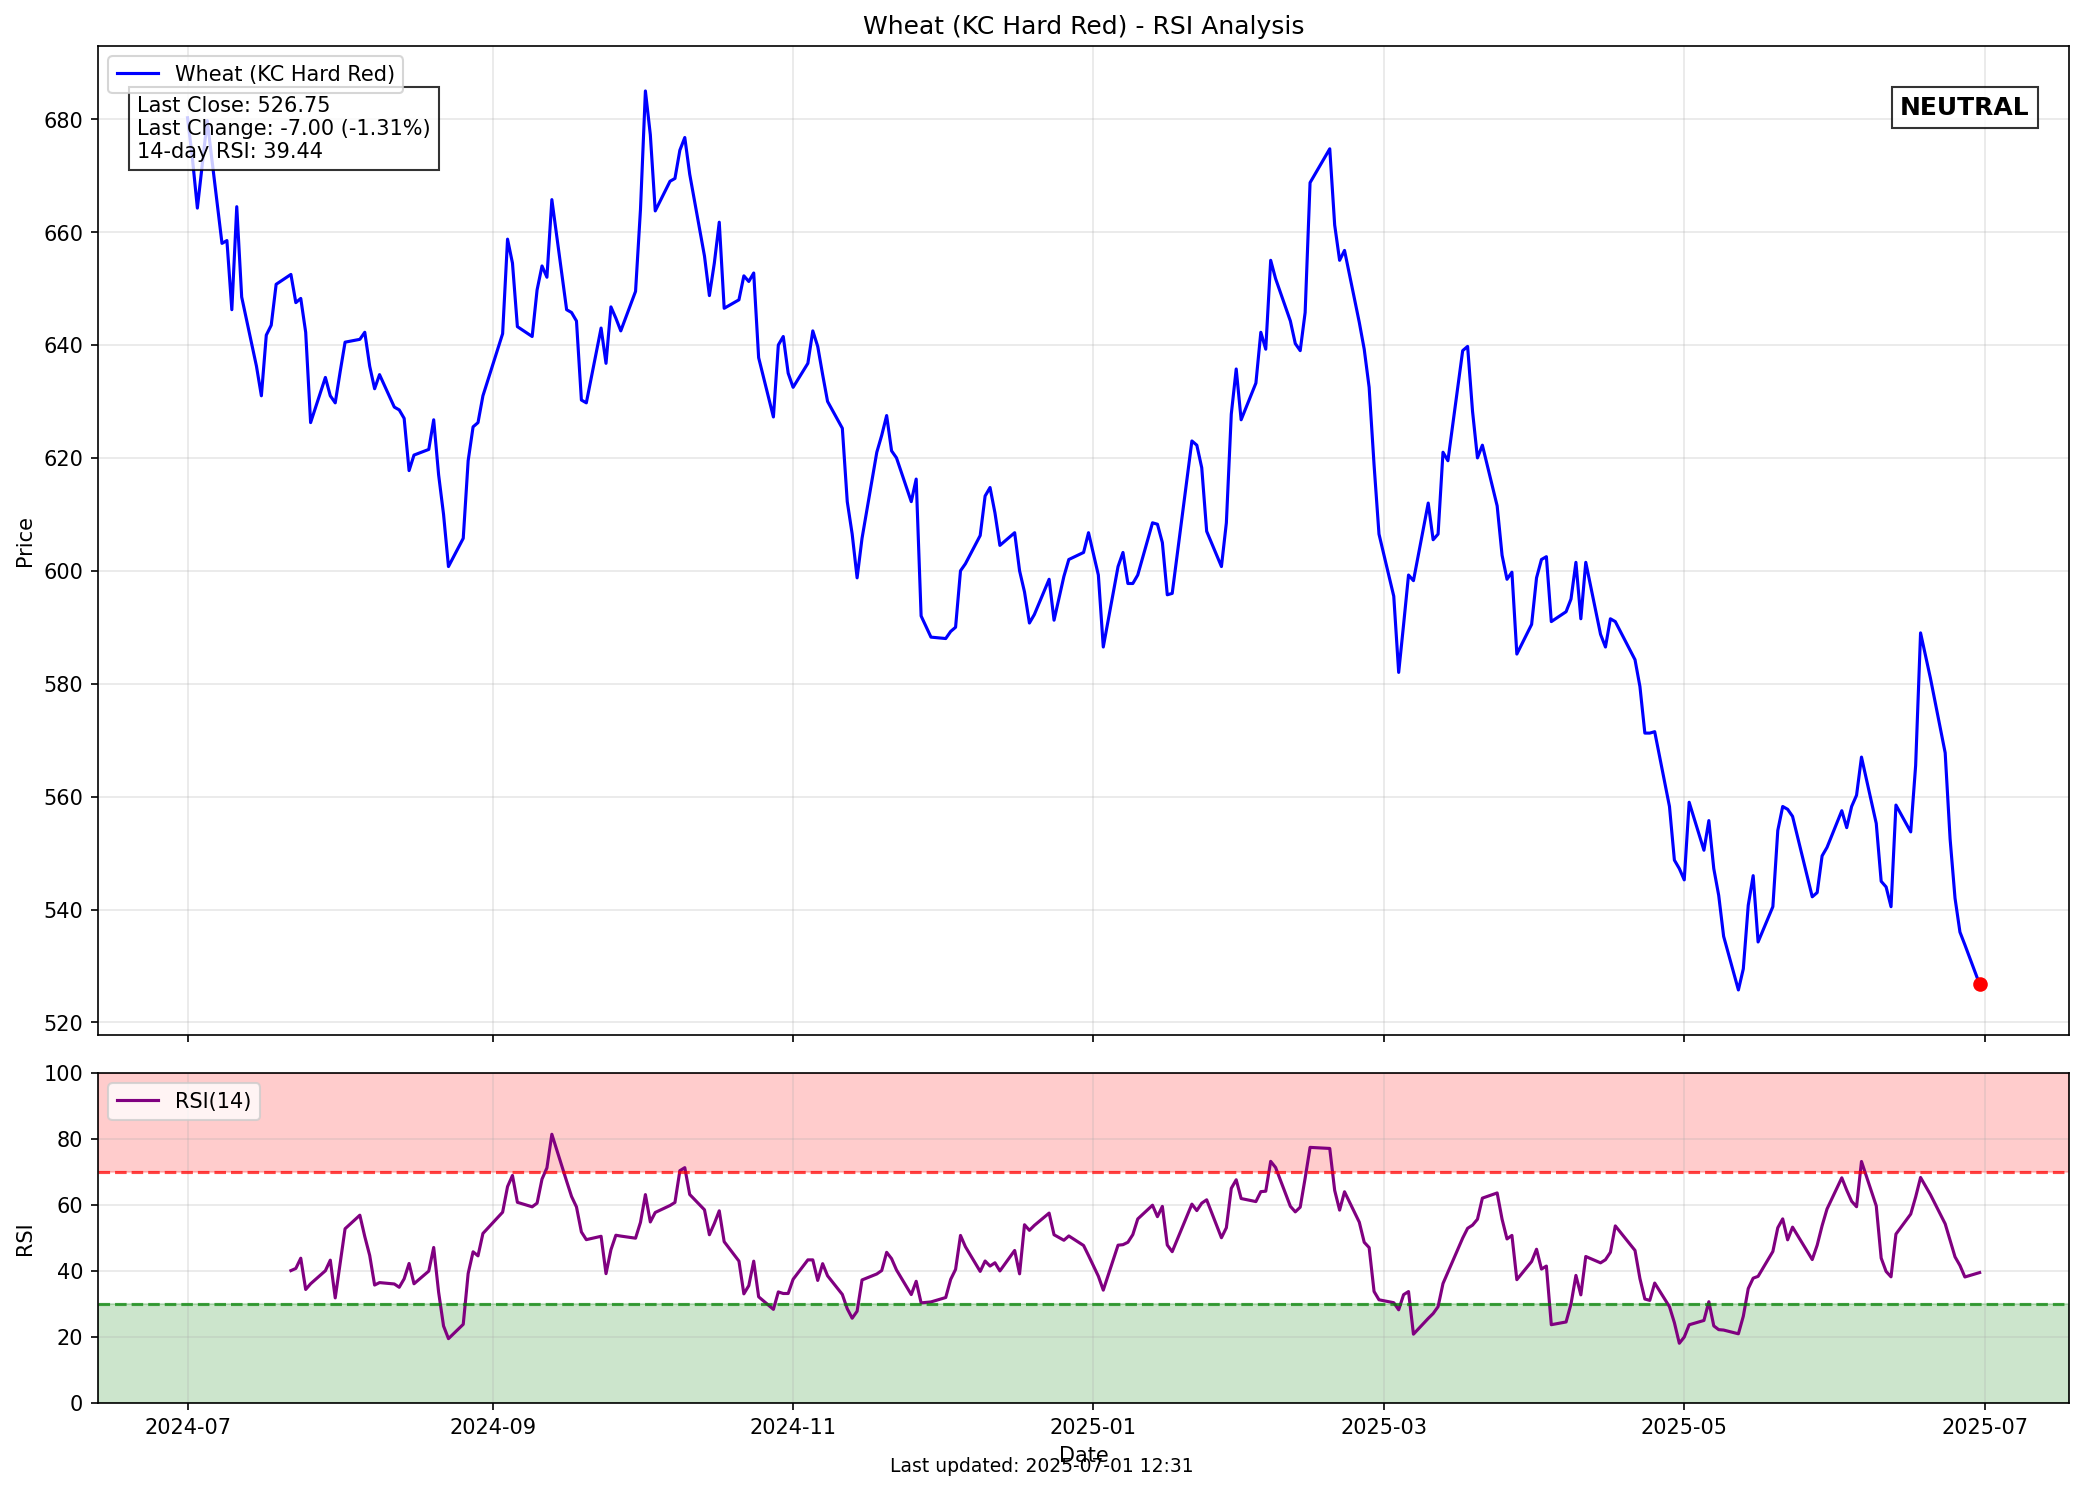 Wheat (KC Hard Red) - RSI Analysis
Wheat (KC Hard Red)
Last Close: 526.75
Last Change: -7.00 (-1.31%)
14-day RSI: 39.44
NEUTRAL
680
660
640
620
600
580
560
540
520
Price
100
80
60
40
20
0
RSI
RSI(14)
2024-07
2024-09
2024-11
2025-01
2025-03
2025-05
2025-07
Date
Last updated: 2025-07-01 12:31